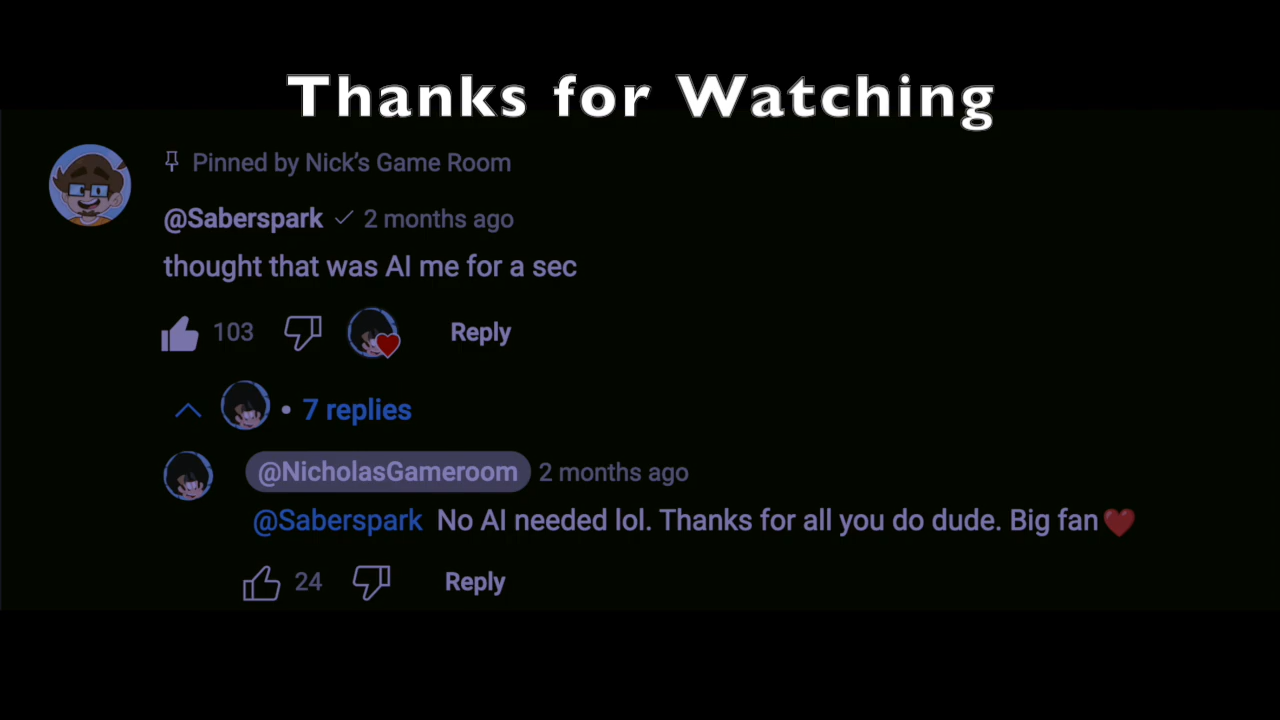 Thanks for Watching
Pinned by Nick's Game Room
@Saberspark 2 months ago
thought that was AI me for a sec
103 Reply
7 replies
@NicholasGameroom 2 months ago
@Saberspark No AI needed lol. Thanks for all you do dude. Big fan❤️
24 Reply